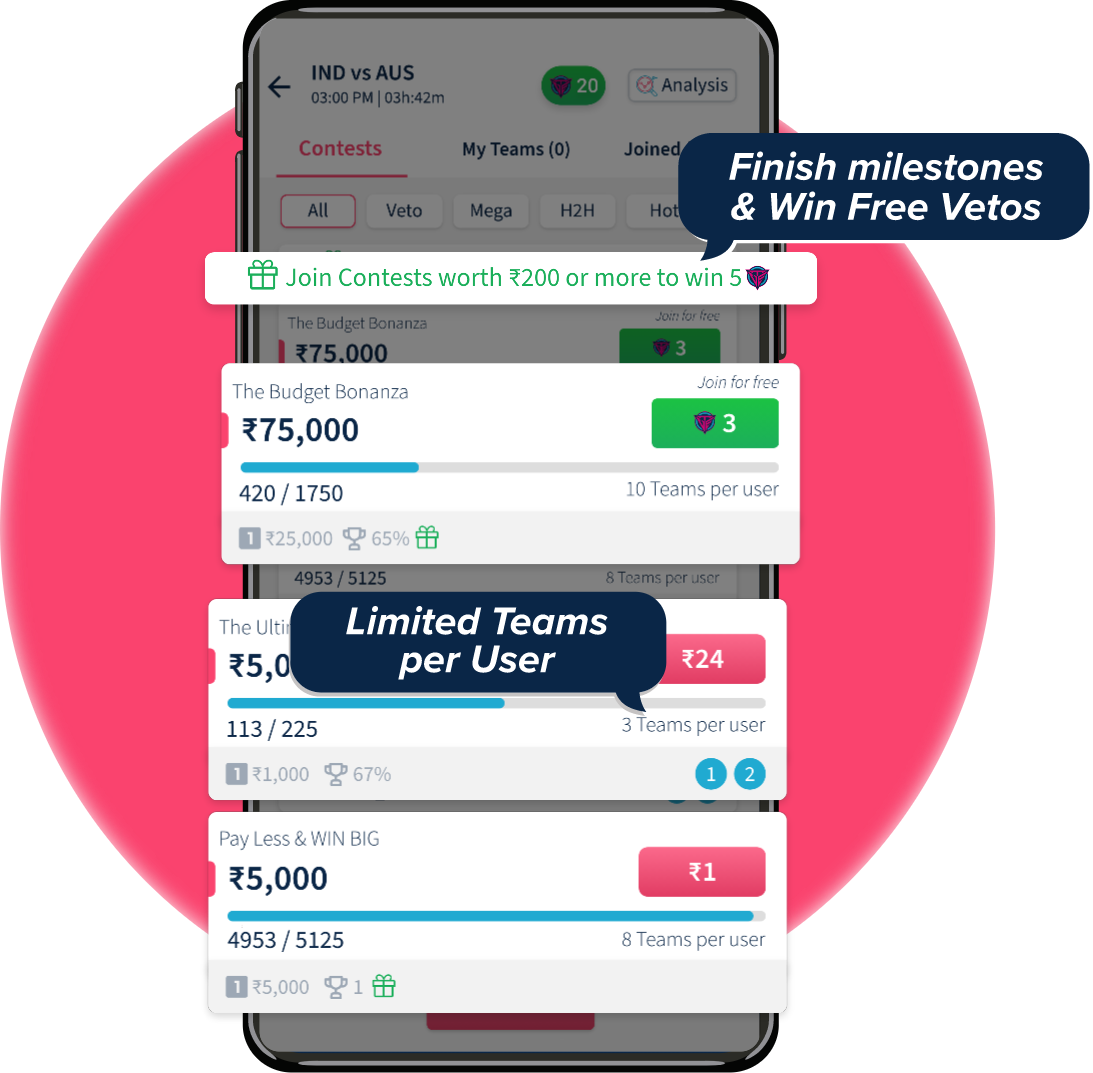 IND vs AUS
03:00 PM | 03h:42m
20
Analysis
Contests
My Teams (0)
Joined
Finish milestones
& Win Free Vetos
All
Veto
Mega
H2H
Hot
Join Contests worth ₹200 or more to win 5
The Budget Bonanza
Join for free
₹75,000
3
The Budget Bonanza
Join for free
₹75,000
3
420 / 1750
10 Teams per user
1 ₹25,000 65%
4953 / 5125
8 Teams per user
Limited Teams
per User
The
₹5,0
₹24
113 / 225
3 Teams per user
1 ₹1,000 67%
1 2
Pay Less & WIN BIG
₹5,000
₹1
4953 / 5125
8 Teams per user
1 ₹5,000 1